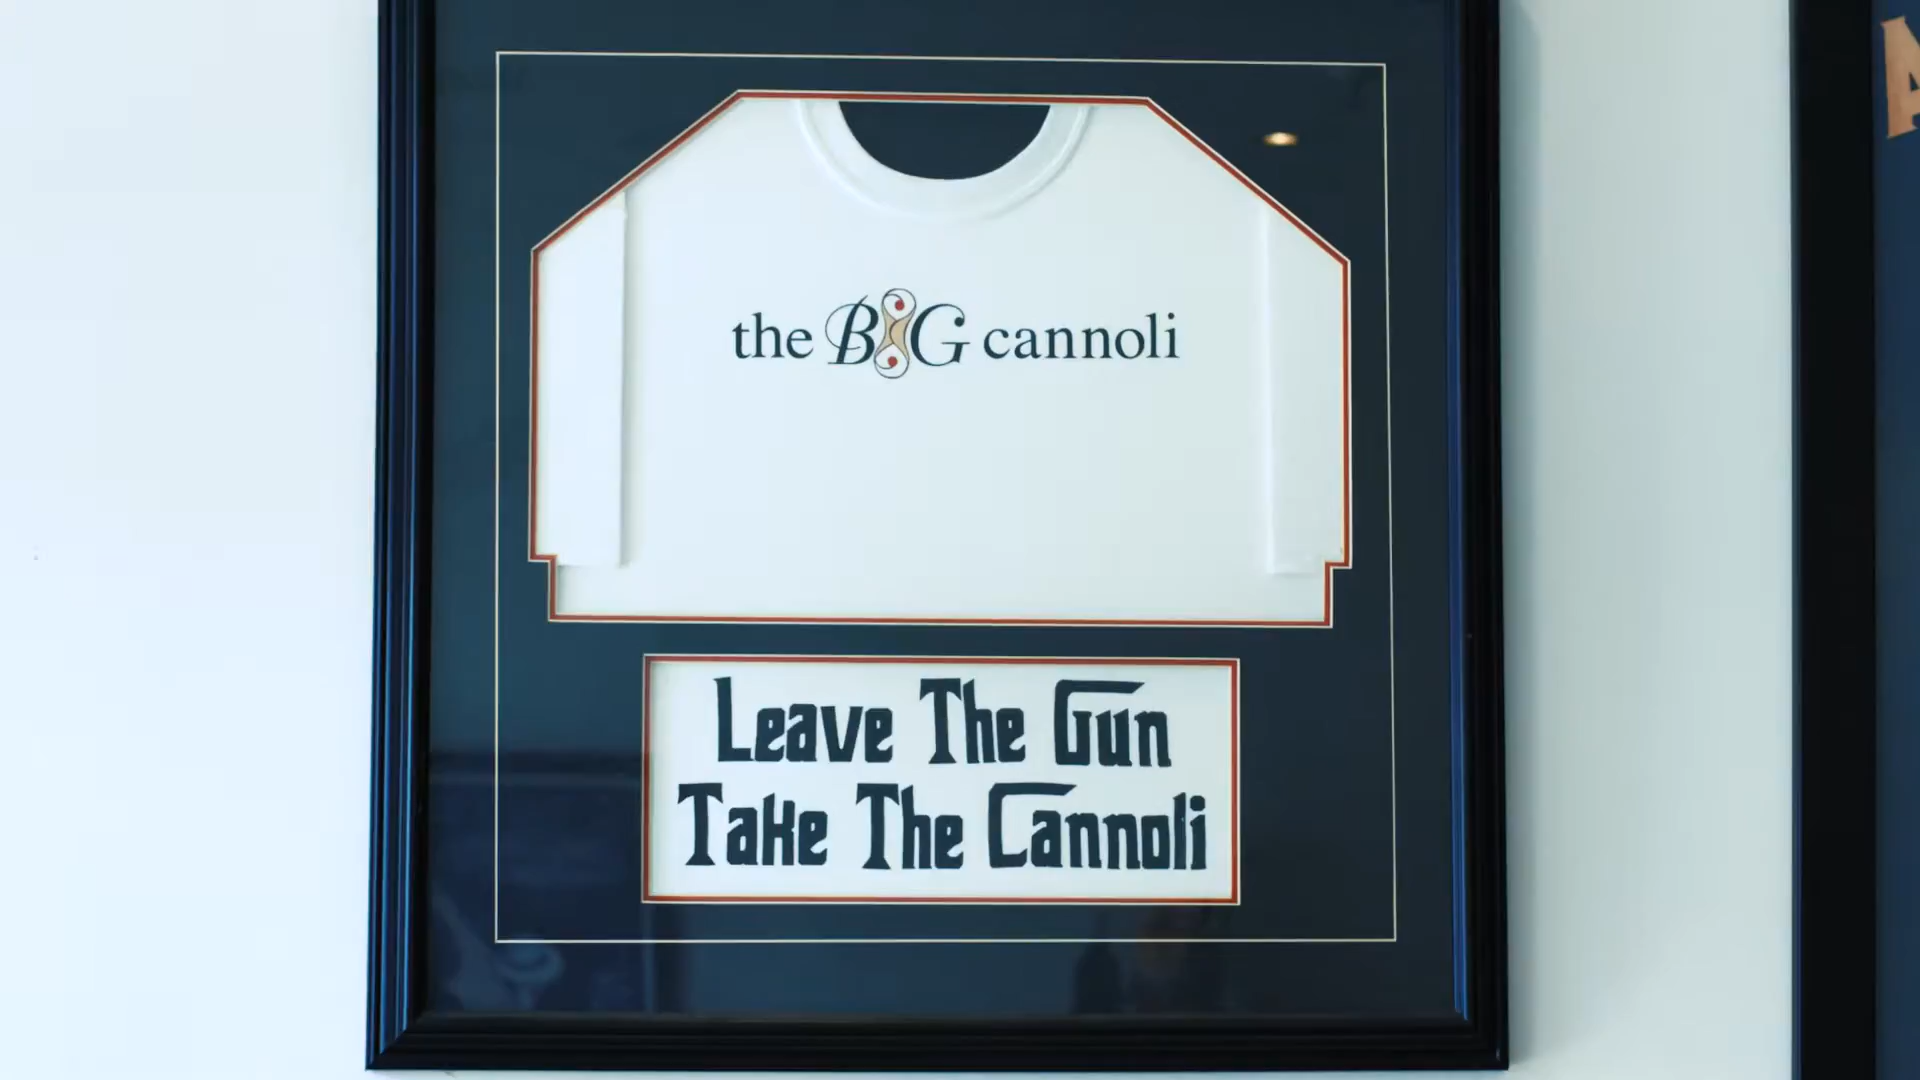 the BIG cannoli
Leave The Gun
Take The Cannoli
A